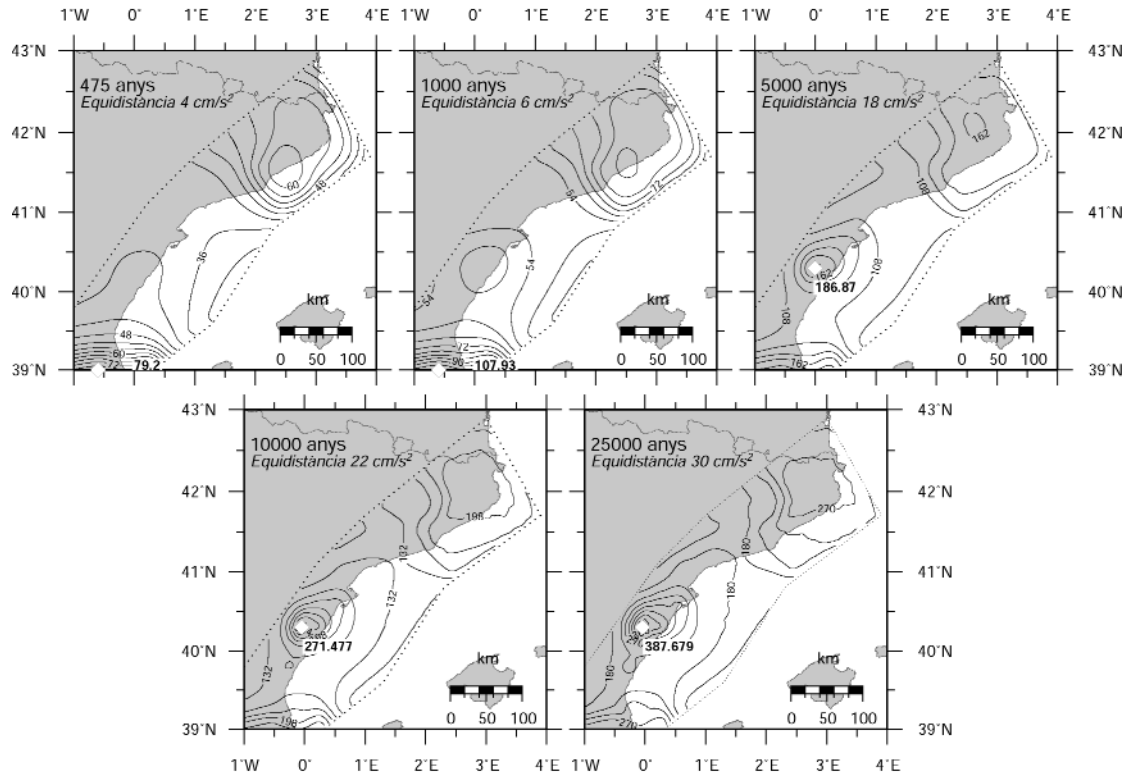 1°W 0° 1°E 2°E 3°E 4°E 1°W 0° 1°E 2°E 3°E 4°E 1°W 0° 1°E 2°E 3°E 4°E
43°N 43°N
42°N 42°N
41°N 41°N
40°N 40°N
39°N 39°N
475 anys
Equidistància 4 cm/s²
60
48
36
48
60
72
79.2
km
0 50 100
1000 anys
Equidistància 6 cm/s²
54
72
54
54
72
96
107.93
km
0 50 100
5000 anys
Equidistància 18 cm/s²
162
108
108
162
186.87
108
162
km
0 50 100
43°N 43°N
42°N 42°N
41°N 41°N
40°N 40°N
39°N 39°N
10000 anys
Equidistància 22 cm/s²
198
132
132
271.477
132
198
km
0 50 100
25000 anys
Equidistància 30 cm/s²
270
180
180
387.679
180
270
km
0 50 100
1°W 0° 1°E 2°E 3°E 4°E 1°W 0° 1°E 2°E 3°E 4°E